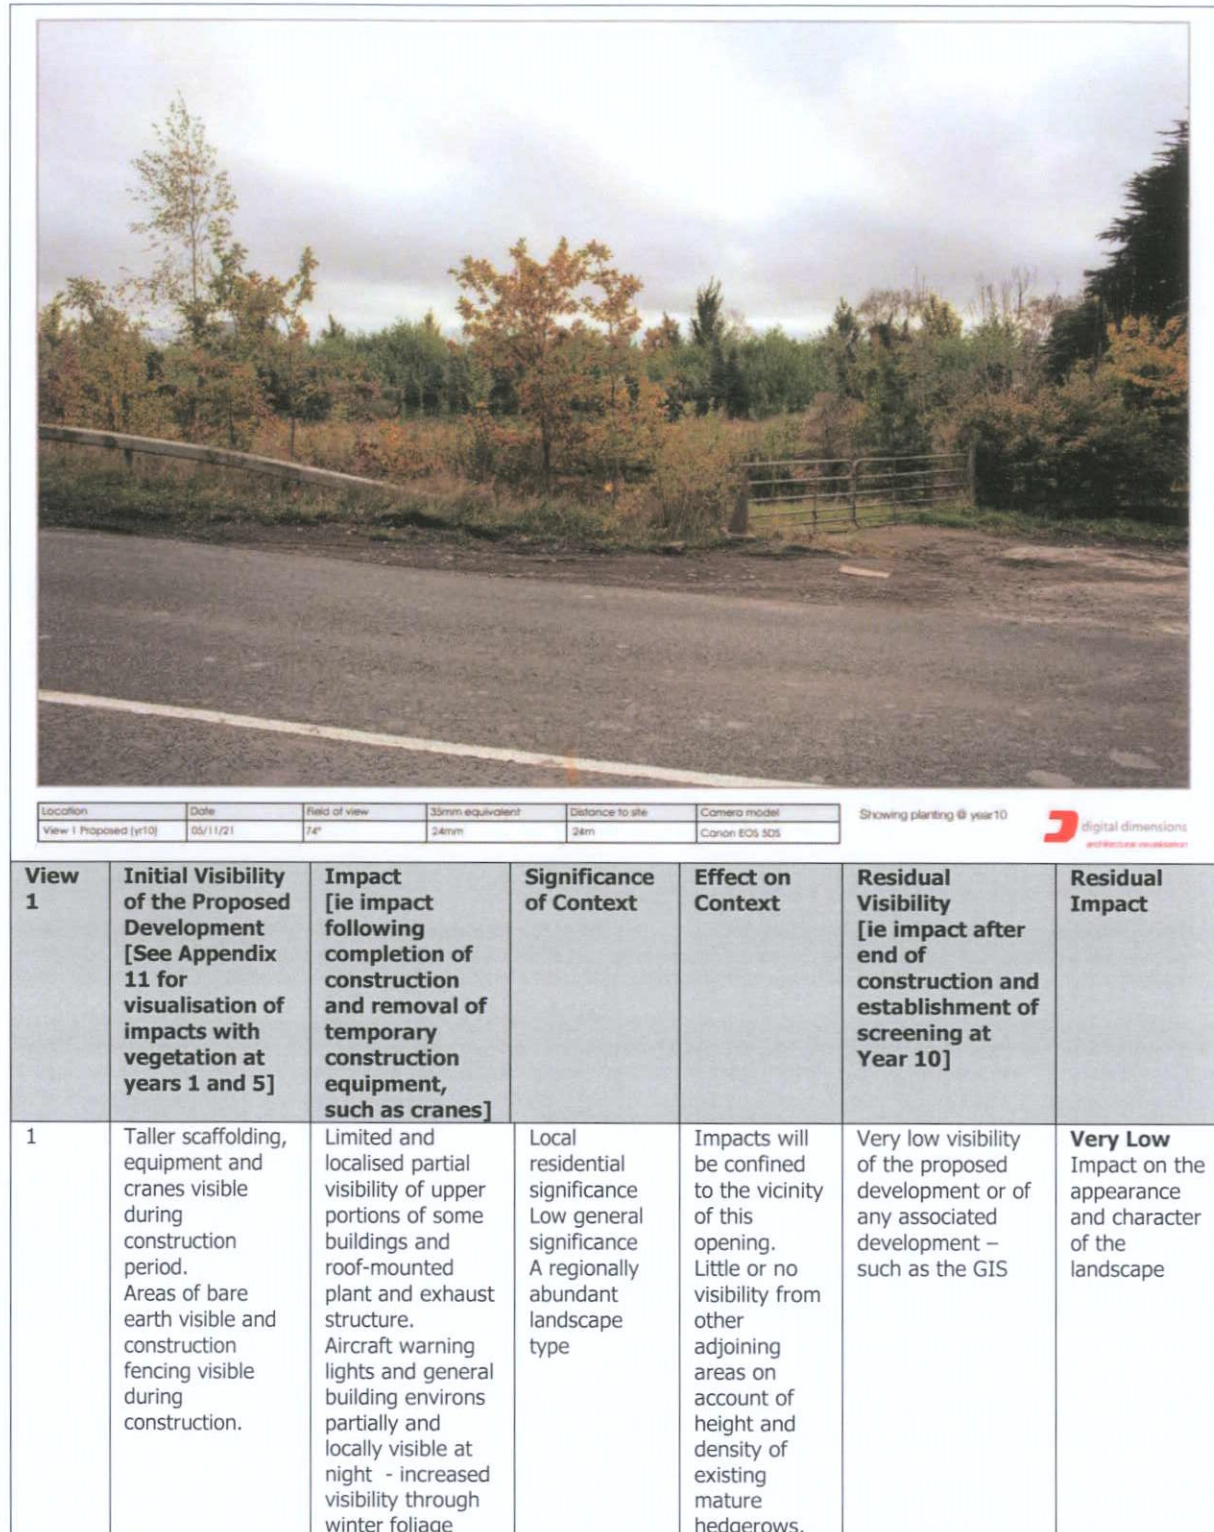 Location Date Field of view 35mm equivalent Distance to site Camera model
View 1 Proposed (yr10) 05/11/21 74° 24mm 24m Canon EOS 5DS
Showing planting @ year10
digital dimensions
architectural visualisation
View
1
Initial Visibility
of the Proposed
Development
[See Appendix
11 for
visualisation of
impacts with
vegetation at
years 1 and 5]
Impact
[ie impact
following
completion of
construction
and removal of
temporary
construction
equipment,
such as cranes]
Significance
of Context
Effect on
Context
Residual
Visibility
[ie impact after
end of
construction and
establishment of
screening at
Year 10]
Residual
Impact
1
Taller scaffolding,
equipment and
cranes visible
during
construction
period.
Areas of bare
earth visible and
construction
fencing visible
during
construction.
Limited and
localised partial
visibility of upper
portions of some
buildings and
roof-mounted
plant and exhaust
structure.
Aircraft warning
lights and general
building environs
partially and
locally visible at
night - increased
visibility through
winter foliage
Local
residential
significance
Low general
significance
A regionally
abundant
landscape
type
Impacts will
be confined
to the vicinity
of this
opening.
Little or no
visibility from
other
adjoining
areas on
account of
height and
density of
existing
mature
hedgerows.
Very low visibility
of the proposed
development or of
any associated
development –
such as the GIS
Very Low
Impact on the
appearance
and character
of the
landscape